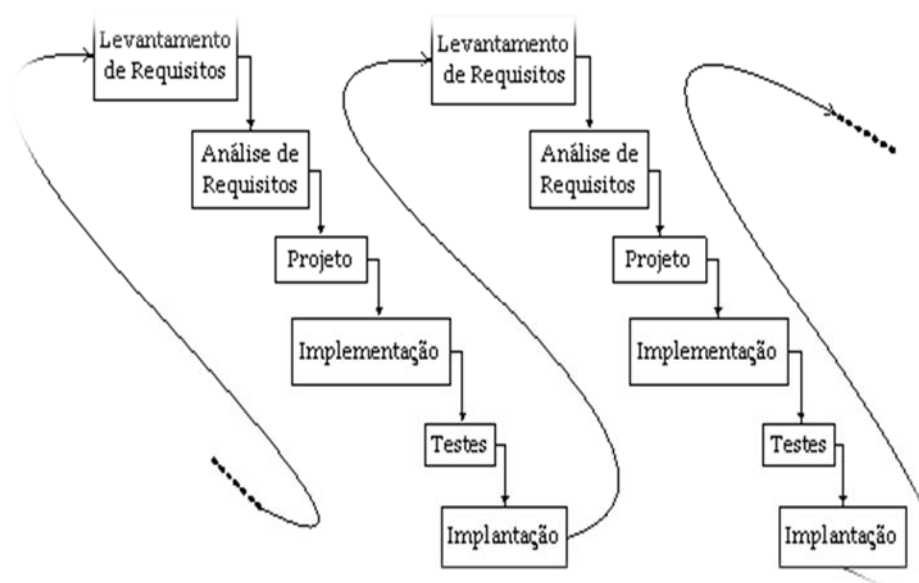 Levantamento
de Requisitos
Análise de
Requisitos
Projeto
Implementação
Testes
Implantação
Levantamento
de Requisitos
Análise de
Requisitos
Projeto
Implementação
Testes
Implantação